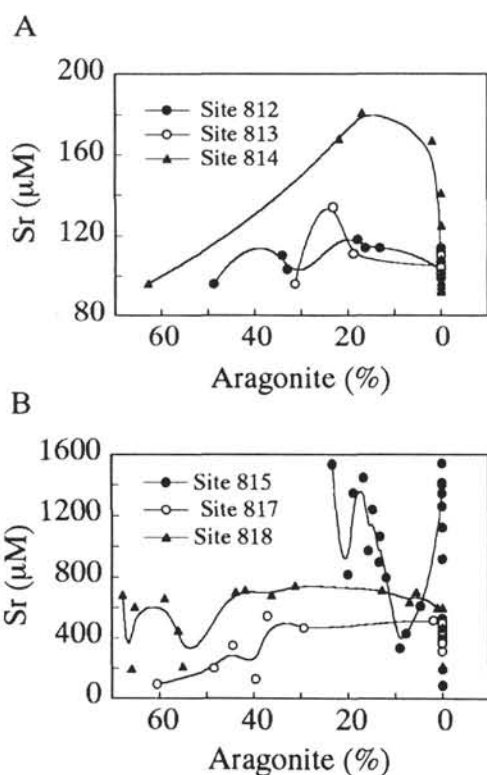 A
200
160
120
80
Sr (μM)
Site 812
Site 813
Site 814
60 40 20 0
Aragonite (%)
B
1600
1200
800
400
0
Sr (μM)
Site 815
Site 817
Site 818
60 40 20 0
Aragonite (%)